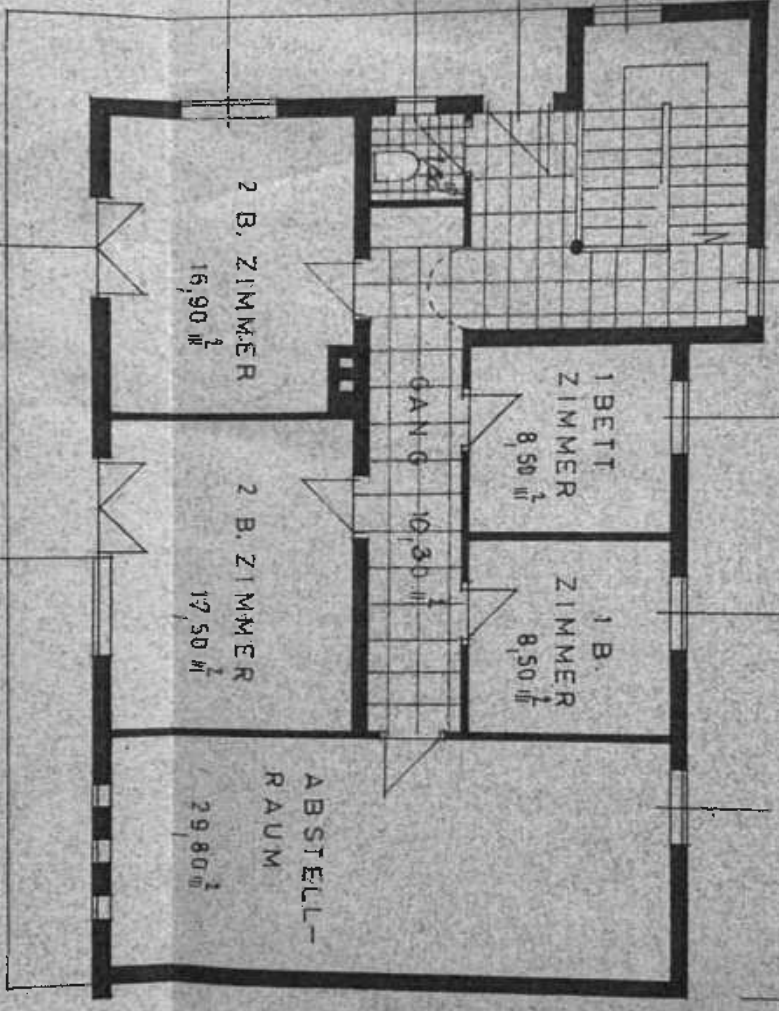 1 BETT
ZIMMER
8,50 m²
1 B.
ZIMMER
8,50 m²
GANG 10,30 m²
2 B. ZIMMER
16,90 m²
2 B. ZIMMER
17,50 m²
ABSTELL-
RAUM
29,80 m²